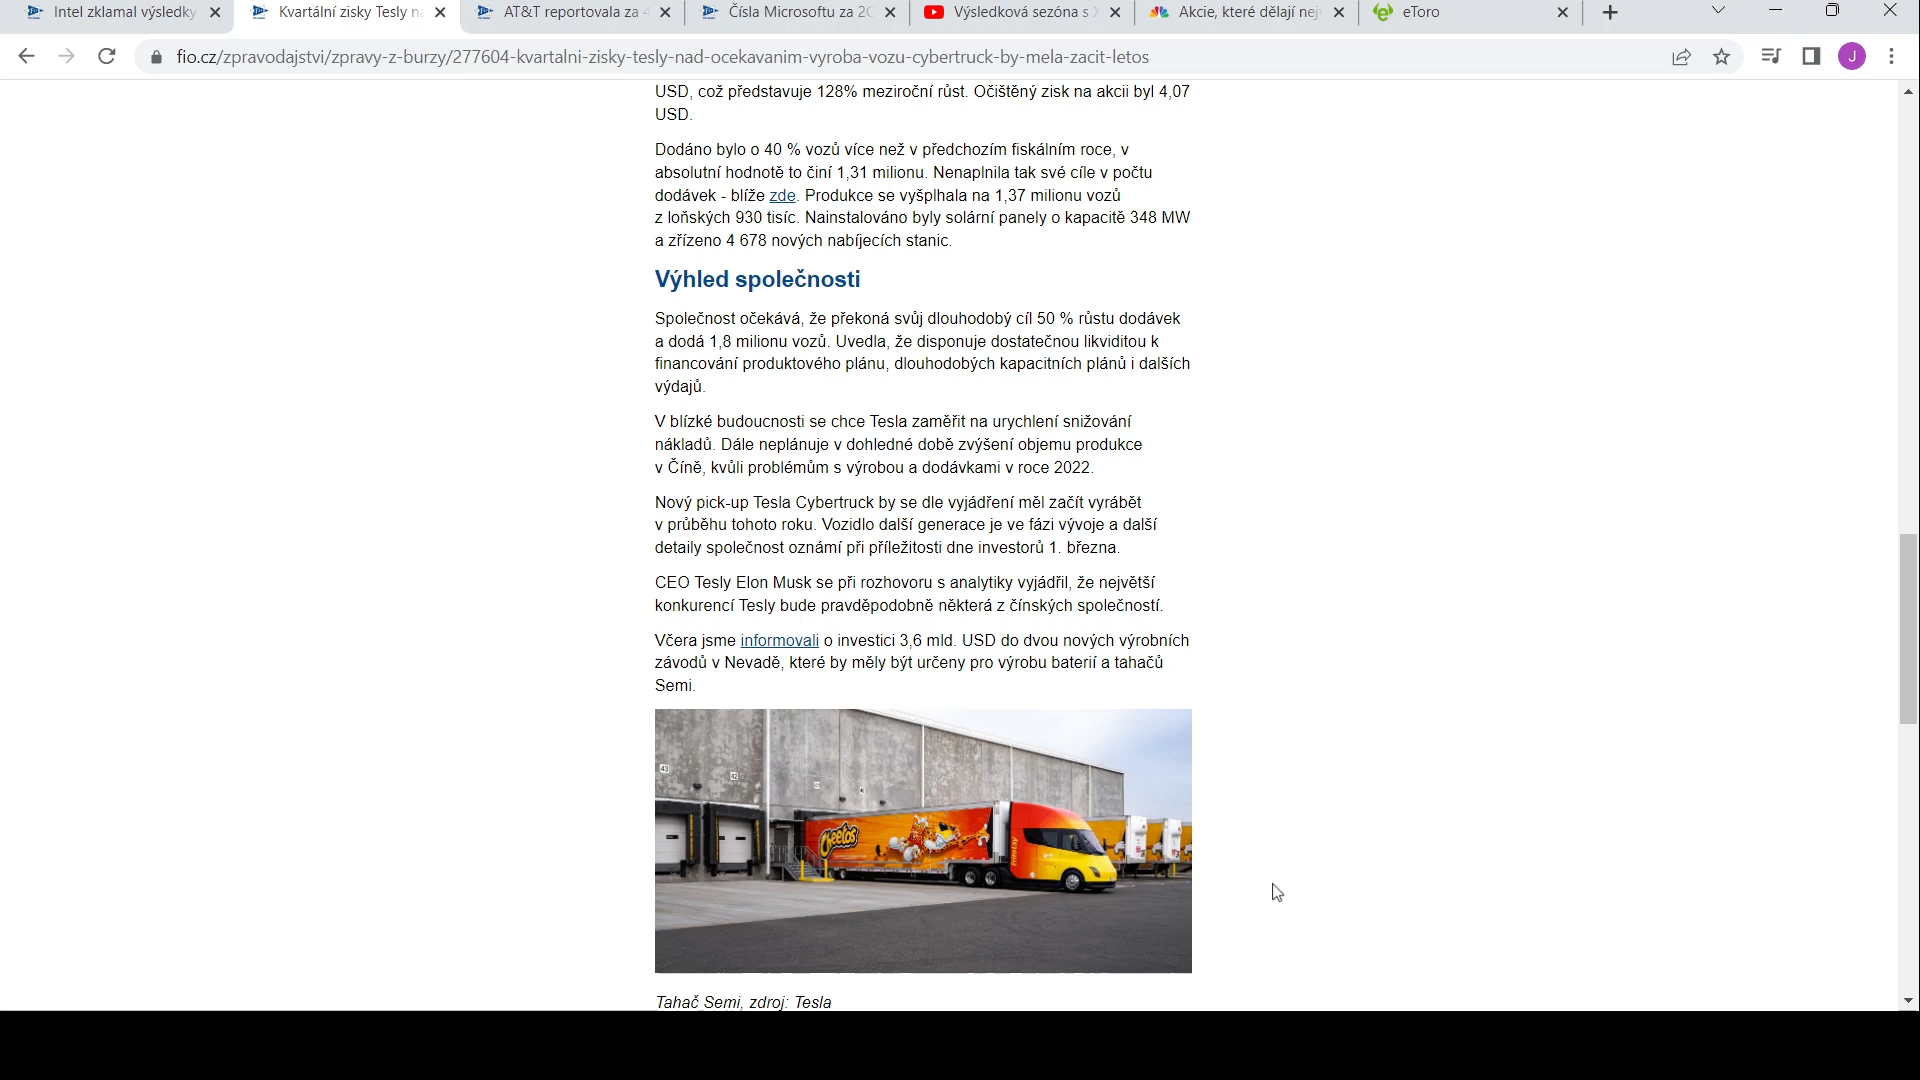 Intel zklamal výsledky
Kvartální zisky Tesly na
AT&T reportovala za 4
Čísla Microsoftu za 2Q
Výsledková sezóna s X
Akcie, které dělají nejv
eToro
fio.cz/zpravodajstvi/zpravy-z-burzy/277604-kvartalni-zisky-tesly-nad-ocekavanim-vyroba-vozu-cybertruck-by-mela-zacit-letos
J
USD, což představuje 128% meziroční růst. Očištěný zisk na akcii byl 4,07
USD.
Dodáno bylo o 40 % vozů více než v předchozím fiskálním roce, v
absolutní hodnotě to činí 1,31 milionu. Nenaplnila tak své cíle v počtu
dodávek - blíže zde. Produkce se vyšplhala na 1,37 milionu vozů
z loňských 930 tisíc. Nainstalováno byly solární panely o kapacitě 348 MW
a zřízeno 4 678 nových nabíjecích stanic.
Výhled společnosti
Společnost očekává, že překoná svůj dlouhodobý cíl 50 % růstu dodávek
a dodá 1,8 milionu vozů. Uvedla, že disponuje dostatečnou likviditou k
financování produktového plánu, dlouhodobých kapacitních plánů i dalších
výdajů.
V blízké budoucnosti se chce Tesla zaměřit na urychlení snižování
nákladů. Dále neplánuje v dohledné době zvýšení objemu produkce
v Číně, kvůli problémům s výrobou a dodávkami v roce 2022.
Nový pick-up Tesla Cybertruck by se dle vyjádření měl začít vyrábět
v průběhu tohoto roku. Vozidlo další generace je ve fázi vývoje a další
detaily společnost oznámí při příležitosti dne investorů 1. března.
CEO Tesly Elon Musk se při rozhovoru s analytiky vyjádřil, že největší
konkurencí Tesly bude pravděpodobně některá z čínských společností.
Včera jsme informovali o investici 3,6 mld. USD do dvou nových výrobních
závodů v Nevadě, které by měly být určeny pro výrobu baterií a tahačů
Semi.
43
42
Cheetos
Tahač Semi, zdroj: Tesla